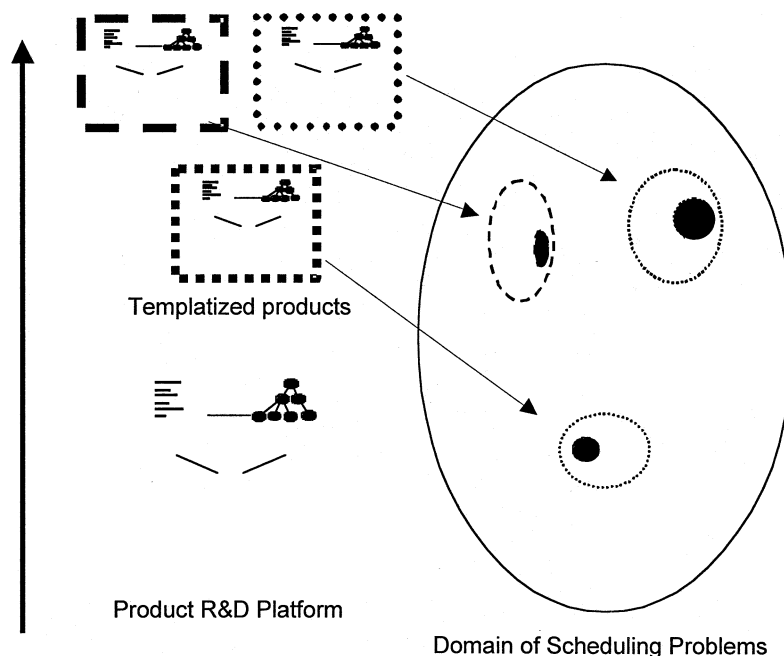 Templatized products
Product R&D Platform
Domain of Scheduling Problems